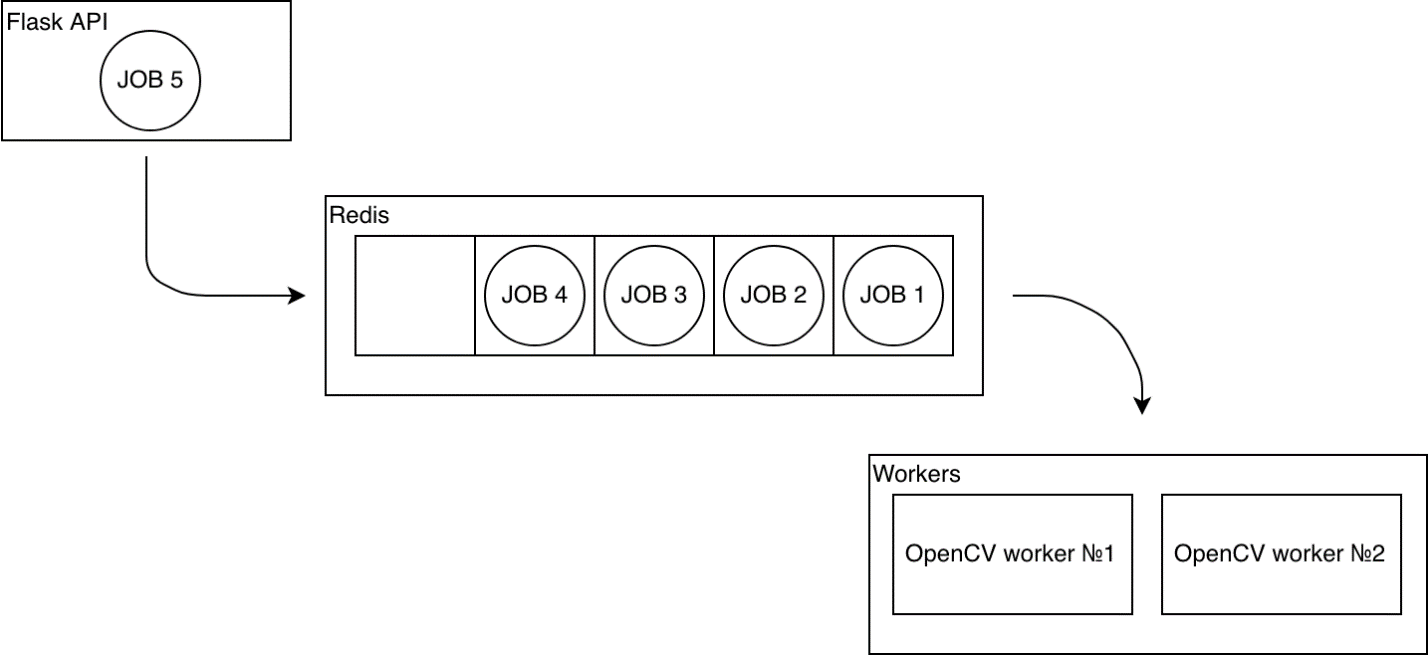 Flask API
JOB 5
Redis
JOB 4 JOB 3 JOB 2 JOB 1
Workers
OpenCV worker №1 OpenCV worker №2